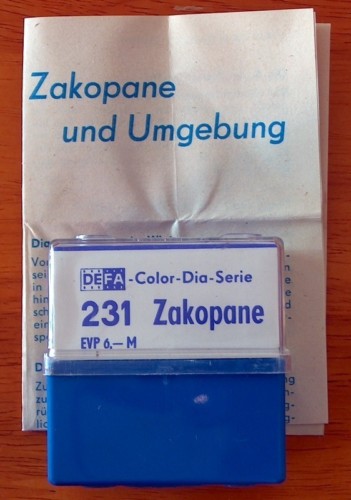 Zakopane
und Umgebung
DEFA-Color-Dia-Serie
231 Zakopane
EVP 6,— M